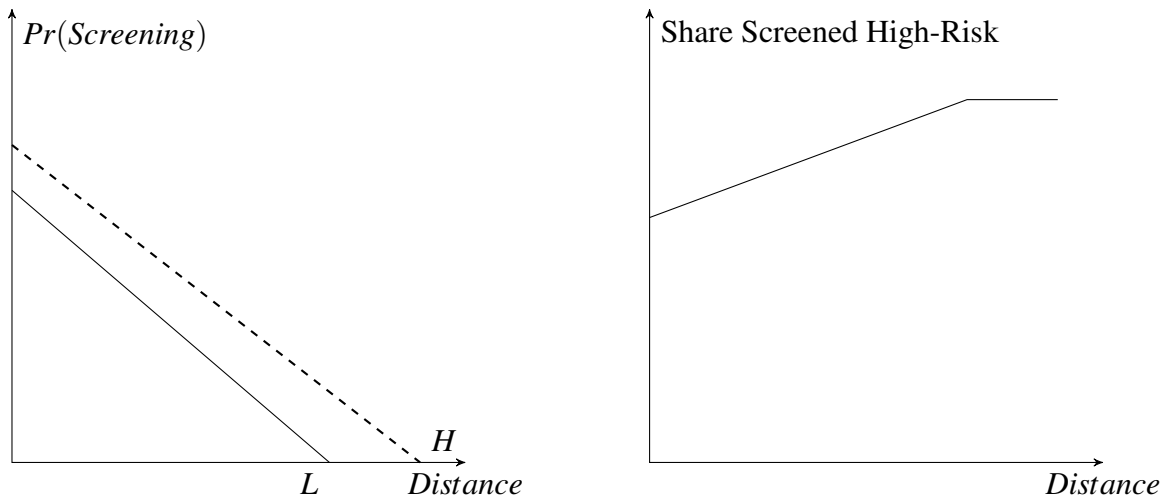 Pr(Screening)
H
L
Distance
Share Screened High-Risk
Distance